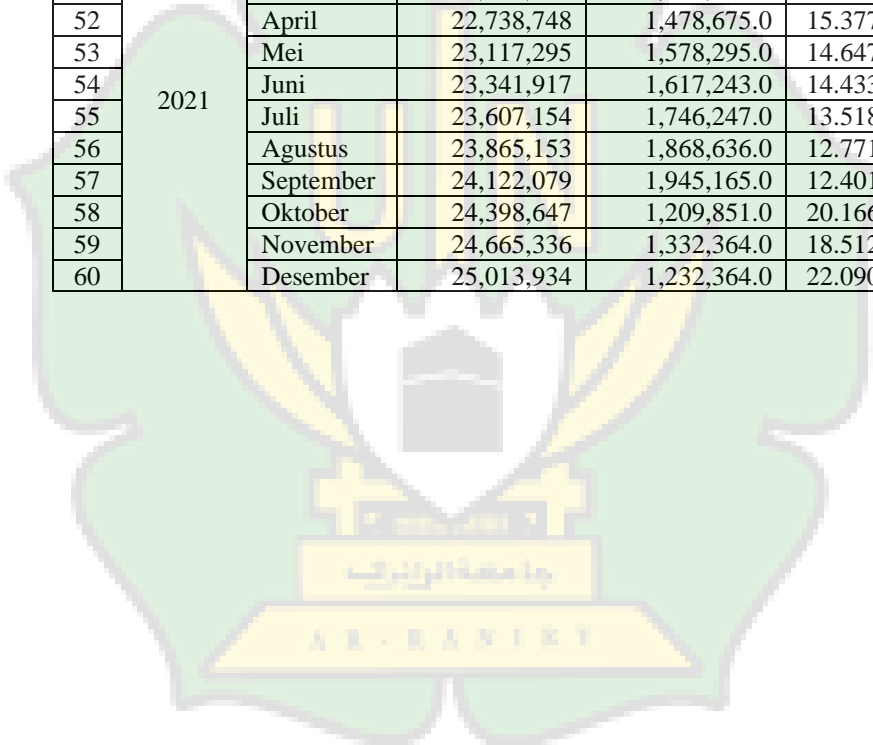 52 April 22,738,748 1,478,675.0 15.377
53 Mei 23,117,295 1,578,295.0 14.647
54 Juni 23,341,917 1,617,243.0 14.433
2021
55 Juli 23,607,154 1,746,247.0 13.518
56 Agustus 23,865,153 1,868,636.0 12.771
57 September 24,122,079 1,945,165.0 12.401
58 Oktober 24,398,647 1,209,851.0 20.166
59 November 24,665,336 1,332,364.0 18.512
60 Desember 25,013,934 1,232,364.0 22.090
UIN
جامعة الرانري
AR-RANIRY